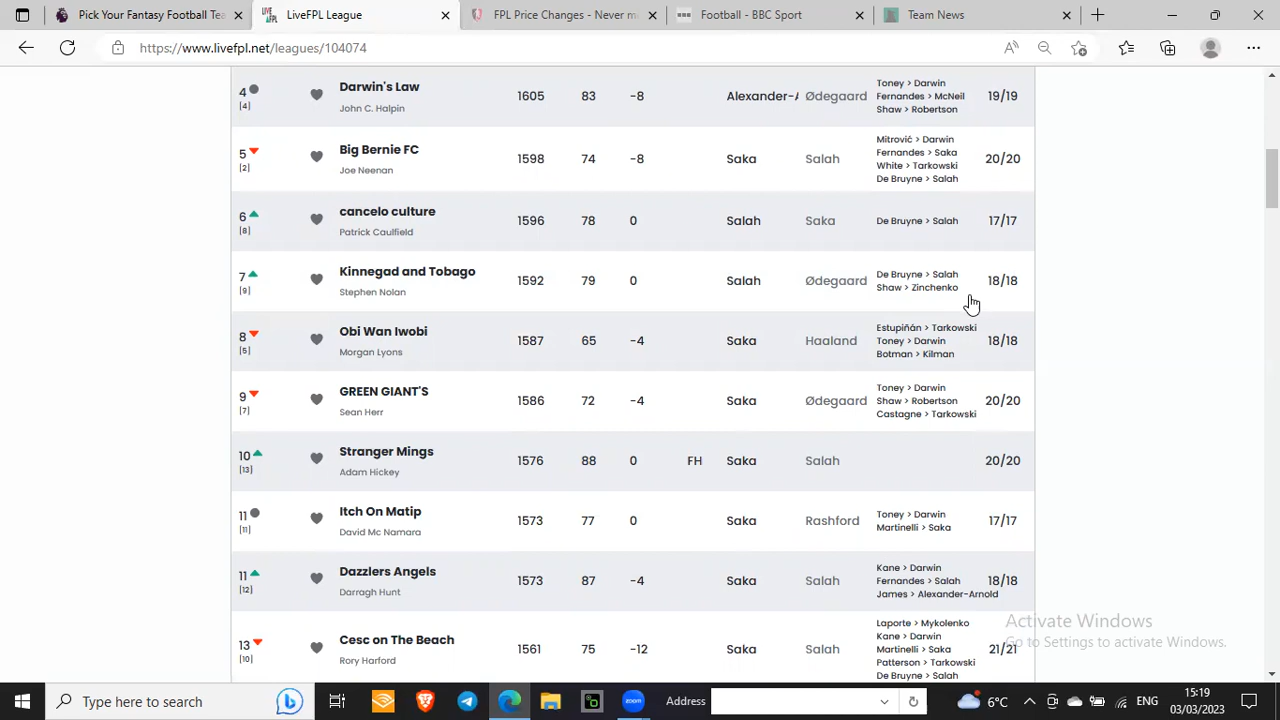 Pick Your Fantasy Football Tea
LiveFPL League
FPL Price Changes - Never m
Football - BBC Sport
Team News
https://www.livefpl.net/leagues/104074
4 Darwin's Law 1605 83 -8 Alexander-A Ødegaard Toney > Darwin 19/19
[4] John C. Halpin Fernandes > McNeil
Shaw > Robertson
5 Big Bernie FC 1598 74 -8 Saka Salah Mitrović > Darwin 20/20
[2] Joe Neenan Fernandes > Saka
White > Tarkowski
De Bruyne > Salah
6 cancelo culture 1596 78 0 Salah Saka De Bruyne > Salah 17/17
[8] Patrick Caulfield
7 Kinnegad and Tobago 1592 79 0 Salah Ødegaard De Bruyne > Salah 18/18
[9] Stephen Nolan Shaw > Zinchenko
8 Obi Wan Iwobi 1587 65 -4 Saka Haaland Estupiñán > Tarkowski 18/18
[5] Morgan Lyons Toney > Darwin
Botman > Kilman
9 GREEN GIANT'S 1586 72 -4 Saka Ødegaard Toney > Darwin 20/20
[7] Sean Herr Shaw > Robertson
Castagne > Tarkowski
10 Stranger Mings 1576 88 0 FH Saka Salah 20/20
[13] Adam Hickey
11 Itch On Matip 1573 77 0 Saka Rashford Toney > Darwin 17/17
[11] David Mc Namara Martinelli > Saka
11 Dazzlers Angels 1573 87 -4 Saka Salah Kane > Darwin 18/18
[12] Darragh Hunt Fernandes > Salah
James > Alexander-Arnold
13 Cesc on The Beach 1561 75 -12 Saka Salah Laporte > Mykolenko 21/21
[10] Rory Harford Kane > Darwin
Martinelli > Saka
Patterson > Tarkowski
De Bruyne > Salah
Activate Windows
Go to Settings to activate Windows.
Type here to search
Address
6°C
ENG
15:19
03/03/2023